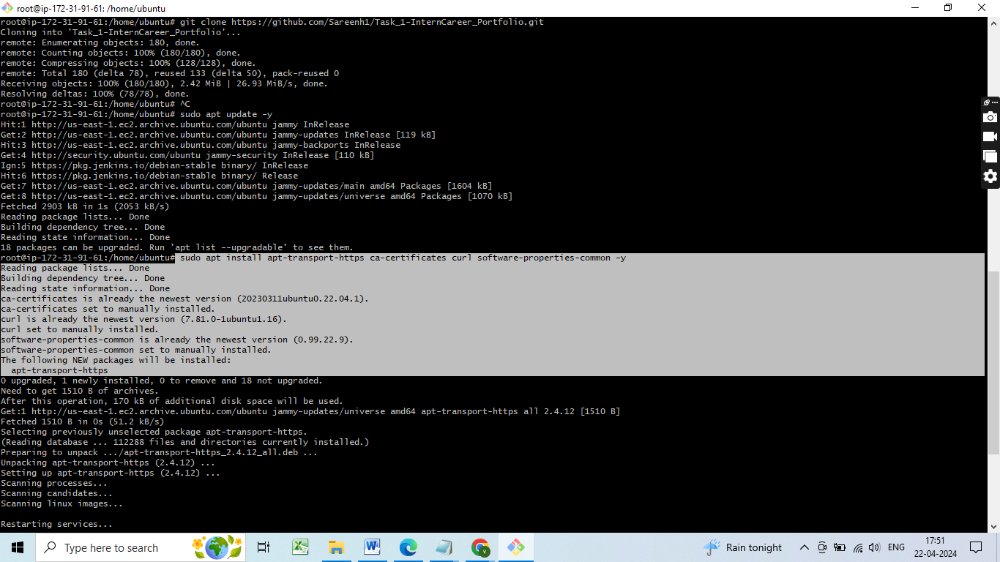 root@ip-172-31-91-61: /home/ubuntu
root@ip-172-31-91-61:/home/ubuntu# git clone https://github.com/Sareenh1/Task_1-InternCareer_Portfolio.git
Cloning into 'Task_1-InternCareer_Portfolio'...
remote: Enumerating objects: 180, done.
remote: Counting objects: 100% (180/180), done.
remote: Compressing objects: 100% (128/128), done.
remote: Total 180 (delta 78), reused 133 (delta 50), pack-reused 0
Receiving objects: 100% (180/180), 2.42 MiB | 26.93 MiB/s, done.
Resolving deltas: 100% (78/78), done.
root@ip-172-31-91-61:/home/ubuntu# ^C
root@ip-172-31-91-61:/home/ubuntu# sudo apt update -y
Hit:1 http://us-east-1.ec2.archive.ubuntu.com/ubuntu jammy InRelease
Get:2 http://us-east-1.ec2.archive.ubuntu.com/ubuntu jammy-updates InRelease [119 kB]
Hit:3 http://us-east-1.ec2.archive.ubuntu.com/ubuntu jammy-backports InRelease
Get:4 http://security.ubuntu.com/ubuntu jammy-security InRelease [110 kB]
Ign:5 https://pkg.jenkins.io/debian-stable binary/ InRelease
Hit:6 https://pkg.jenkins.io/debian-stable binary/ Release
Get:7 http://us-east-1.ec2.archive.ubuntu.com/ubuntu jammy-updates/main amd64 Packages [1604 kB]
Get:8 http://us-east-1.ec2.archive.ubuntu.com/ubuntu jammy-updates/universe amd64 Packages [1070 kB]
Fetched 2903 kB in 1s (2053 kB/s)
Reading package lists... Done
Building dependency tree... Done
Reading state information... Done
18 packages can be upgraded. Run 'apt list --upgradable' to see them.
root@ip-172-31-91-61:/home/ubuntu# sudo apt install apt-transport-https ca-certificates curl software-properties-common -y
Reading package lists... Done
Building dependency tree... Done
Reading state information... Done
ca-certificates is already the newest version (20230311ubuntu0.22.04.1).
ca-certificates set to manually installed.
curl is already the newest version (7.81.0-1ubuntu1.16).
curl set to manually installed.
software-properties-common is already the newest version (0.99.22.9).
software-properties-common set to manually installed.
The following NEW packages will be installed:
apt-transport-https
0 upgraded, 1 newly installed, 0 to remove and 18 not upgraded.
Need to get 1510 B of archives.
After this operation, 170 kB of additional disk space will be used.
Get:1 http://us-east-1.ec2.archive.ubuntu.com/ubuntu jammy-updates/universe amd64 apt-transport-https all 2.4.12 [1510 B]
Fetched 1510 B in 0s (51.2 kB/s)
Selecting previously unselected package apt-transport-https.
(Reading database ... 112288 files and directories currently installed.)
Preparing to unpack .../apt-transport-https_2.4.12_all.deb ...
Unpacking apt-transport-https (2.4.12) ...
Setting up apt-transport-https (2.4.12) ...
Scanning processes...
Scanning candidates...
Scanning linux images...
Restarting services...
Type here to search
Rain tonight
ENG
17:51
22-04-2024